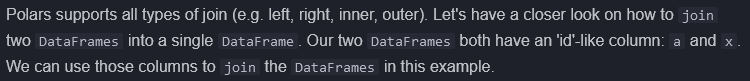 Polars supports all types of join (e.g. left, right, inner, outer). Let's have a closer look on how to join
two DataFrames into a single DataFrame. Our two DataFrames both have an 'id'-like column: a and x.
We can use those columns to join the DataFrames in this example.